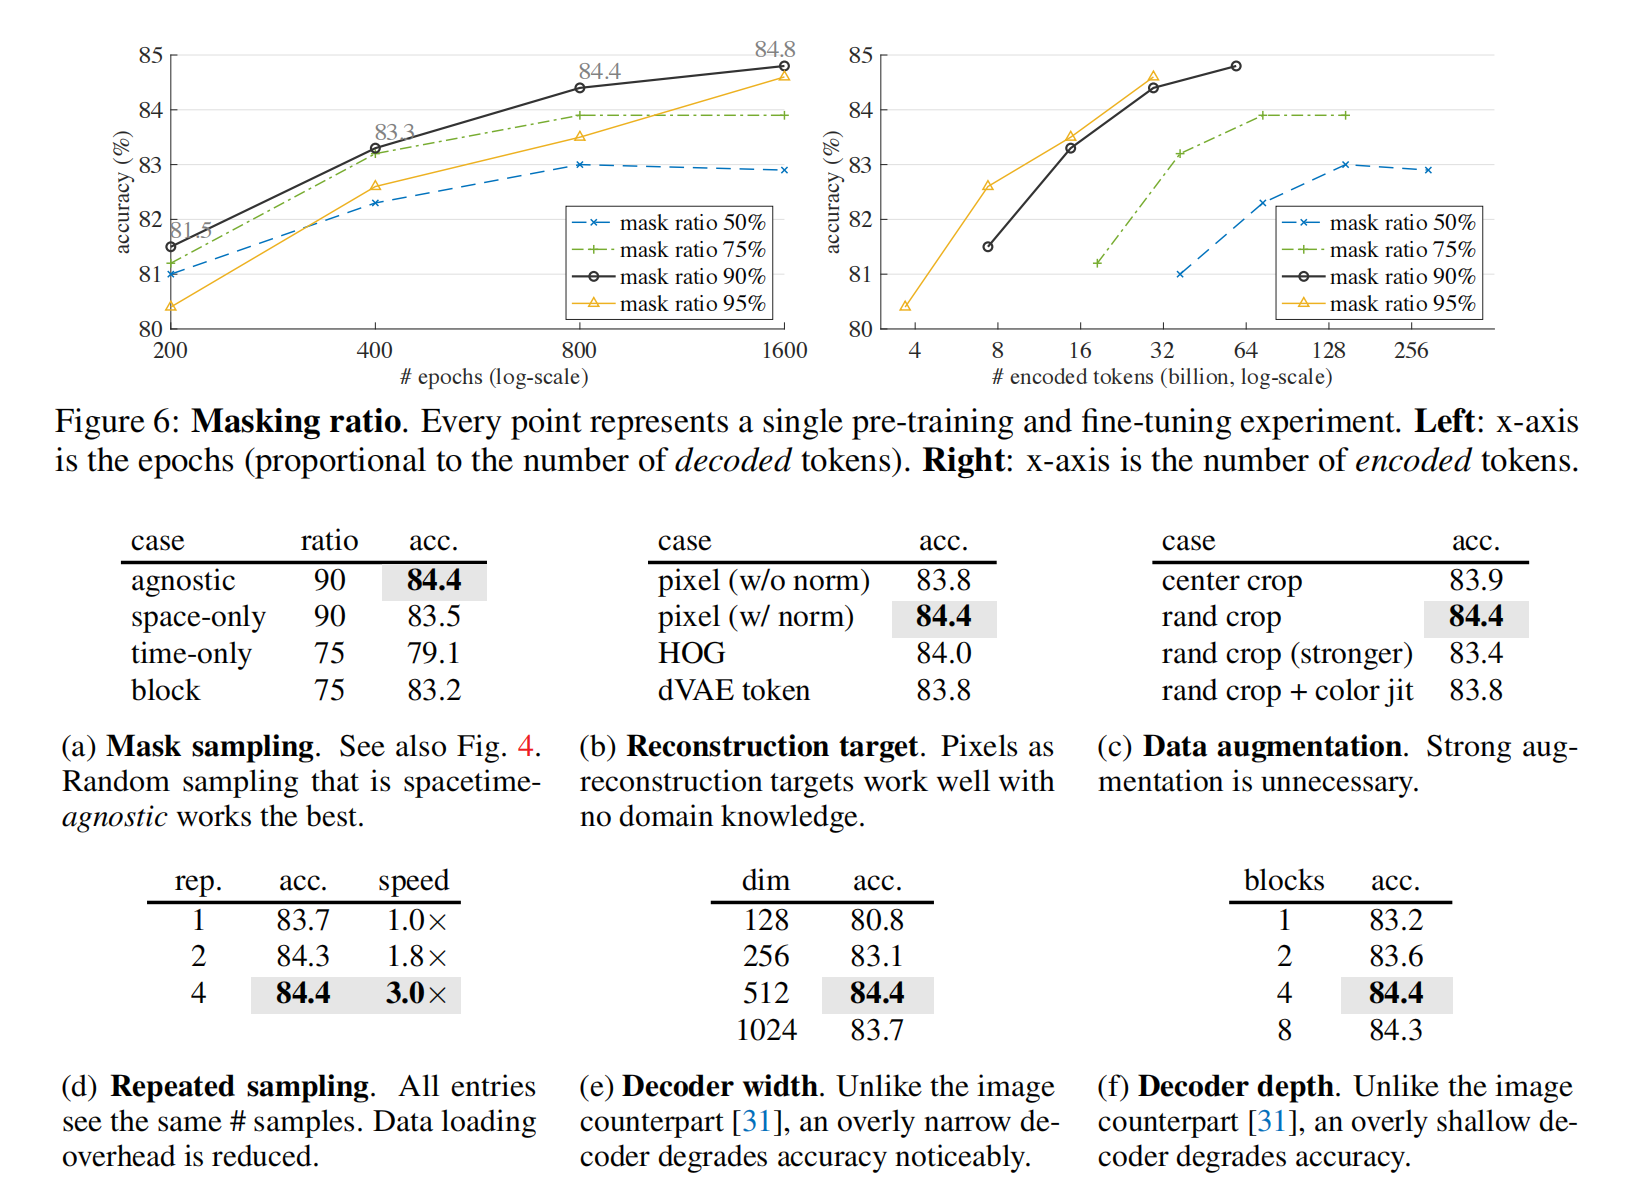 85
84
83
82
81
80
accuracy (%)
81.5
83.3
84.4
84.8
mask ratio 50%
mask ratio 75%
mask ratio 90%
mask ratio 95%
200 400 800 1600
# epochs (log-scale)
85
84
83
82
81
80
accuracy (%)
mask ratio 50%
mask ratio 75%
mask ratio 90%
mask ratio 95%
4 8 16 32 64 128 256
# encoded tokens (billion, log-scale)
Figure 6: Masking ratio. Every point represents a single pre-training and fine-tuning experiment. Left: x-axis
is the epochs (proportional to the number of decoded tokens). Right: x-axis is the number of encoded tokens.
case ratio acc.
agnostic 90 84.4
space-only 90 83.5
time-only 75 79.1
block 75 83.2
(a) Mask sampling. See also Fig. 4.
Random sampling that is spacetime-
agnostic works the best.
case acc.
pixel (w/o norm) 83.8
pixel (w/ norm) 84.4
HOG 84.0
dVAE token 83.8
(b) Reconstruction target. Pixels as
reconstruction targets work well with
no domain knowledge.
case acc.
center crop 83.9
rand crop 84.4
rand crop (stronger) 83.4
rand crop + color jit 83.8
(c) Data augmentation. Strong aug-
mentation is unnecessary.
rep. acc. speed
1 83.7 1.0×
2 84.3 1.8×
4 84.4 3.0×
(d) Repeated sampling. All entries
see the same # samples. Data loading
overhead is reduced.
dim acc.
128 80.8
256 83.1
512 84.4
1024 83.7
(e) Decoder width. Unlike the image
counterpart [31], an overly narrow de-
coder degrades accuracy noticeably.
blocks acc.
1 83.2
2 83.6
4 84.4
8 84.3
(f) Decoder depth. Unlike the image
counterpart [31], an overly shallow de-
coder degrades accuracy.